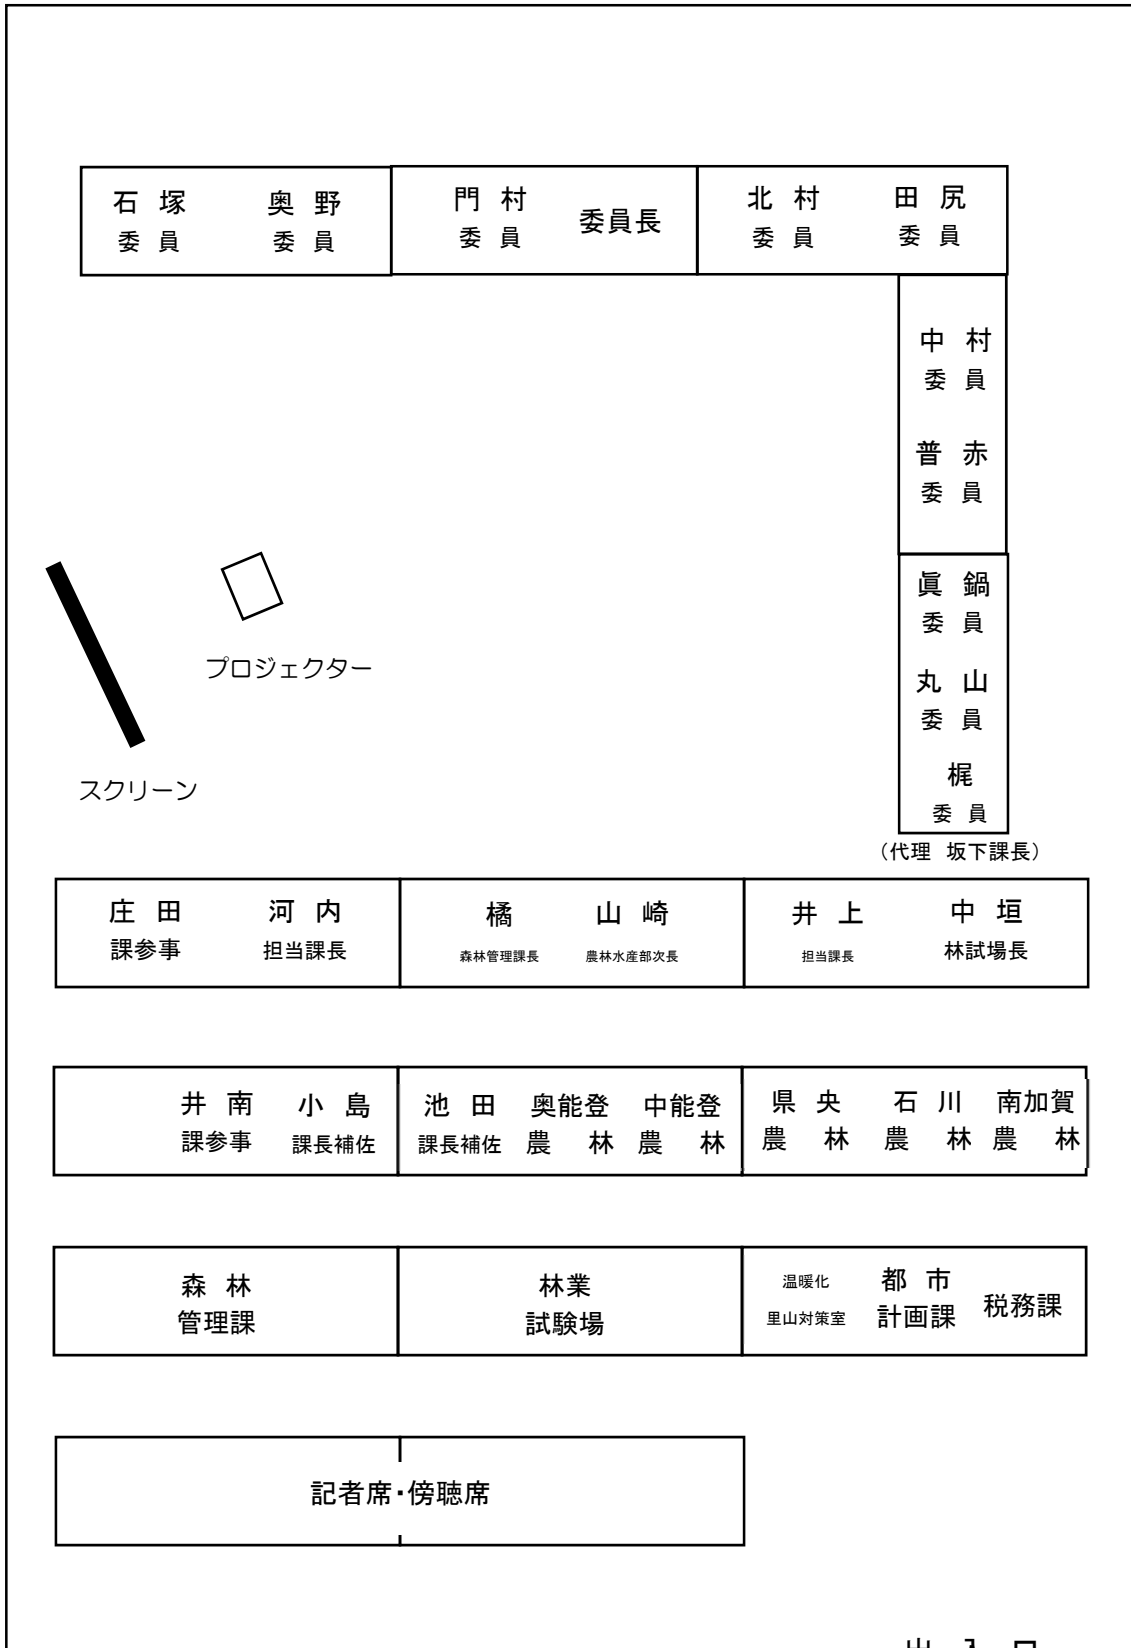 石塚 奥野 門村 委員長 北村 田尻
委員 委員 委員 委員 委員
中村
委員
普赤
委員
眞鍋
委員
丸山
委員
梶
委員
(代理 坂下課長)
プロジェクター
スクリーン
庄田 河内 橘 山崎 井上 中垣
課参事 担当課長 森林管理課長 農林水産部次長 担当課長 林試場長
井南 小島 池田 奥能登 中能登 県央 石川 南加賀
課参事 課長補佐 課長補佐 農林 農林 農林 農林 農林
森林 林業 温暖化 都市 税務課
管理課 試験場 里山対策室 計画課
記者席・傍聴席
出入口